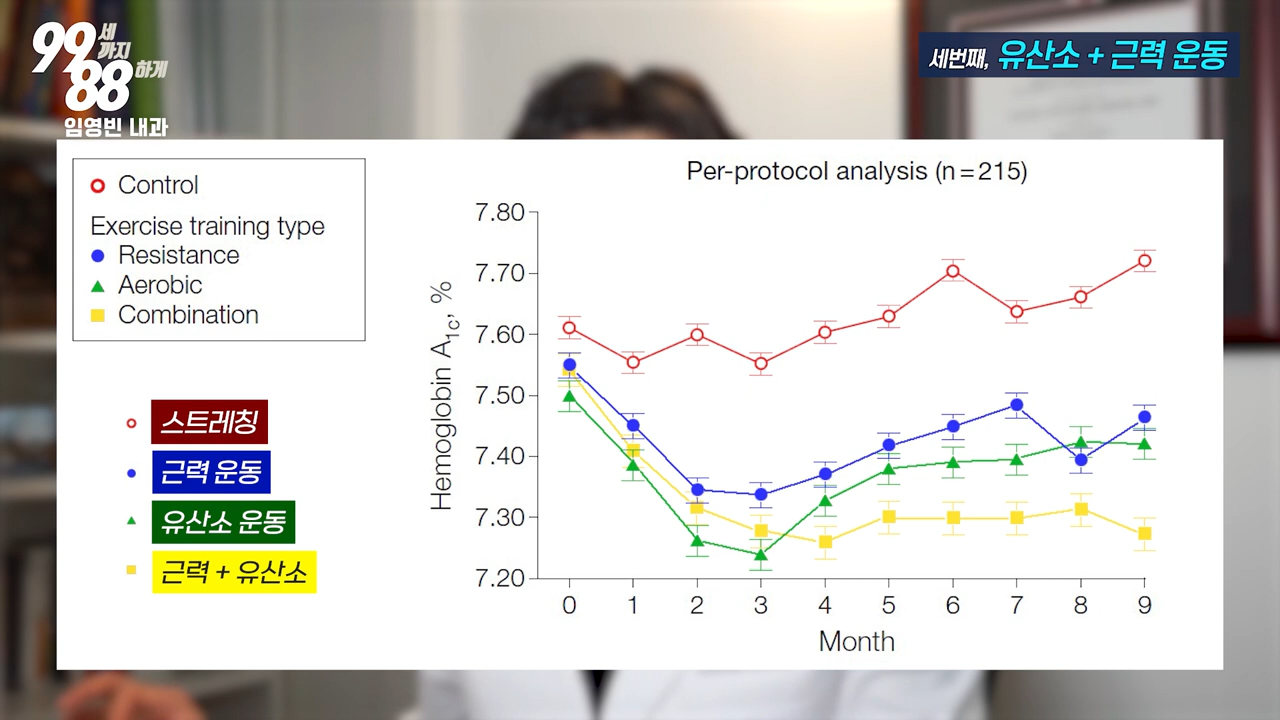 99세까지
88하게
임영빈 내과
세번째, 유산소 + 근력 운동
Control
Exercise training type
Resistance
Aerobic
Combination
스트레칭
근력 운동
유산소 운동
근력 + 유산소
Per-protocol analysis (n=215)
Hemoglobin A1c, %
7.80
7.70
7.60
7.50
7.40
7.30
7.20
0 1 2 3 4 5 6 7 8 9
Month